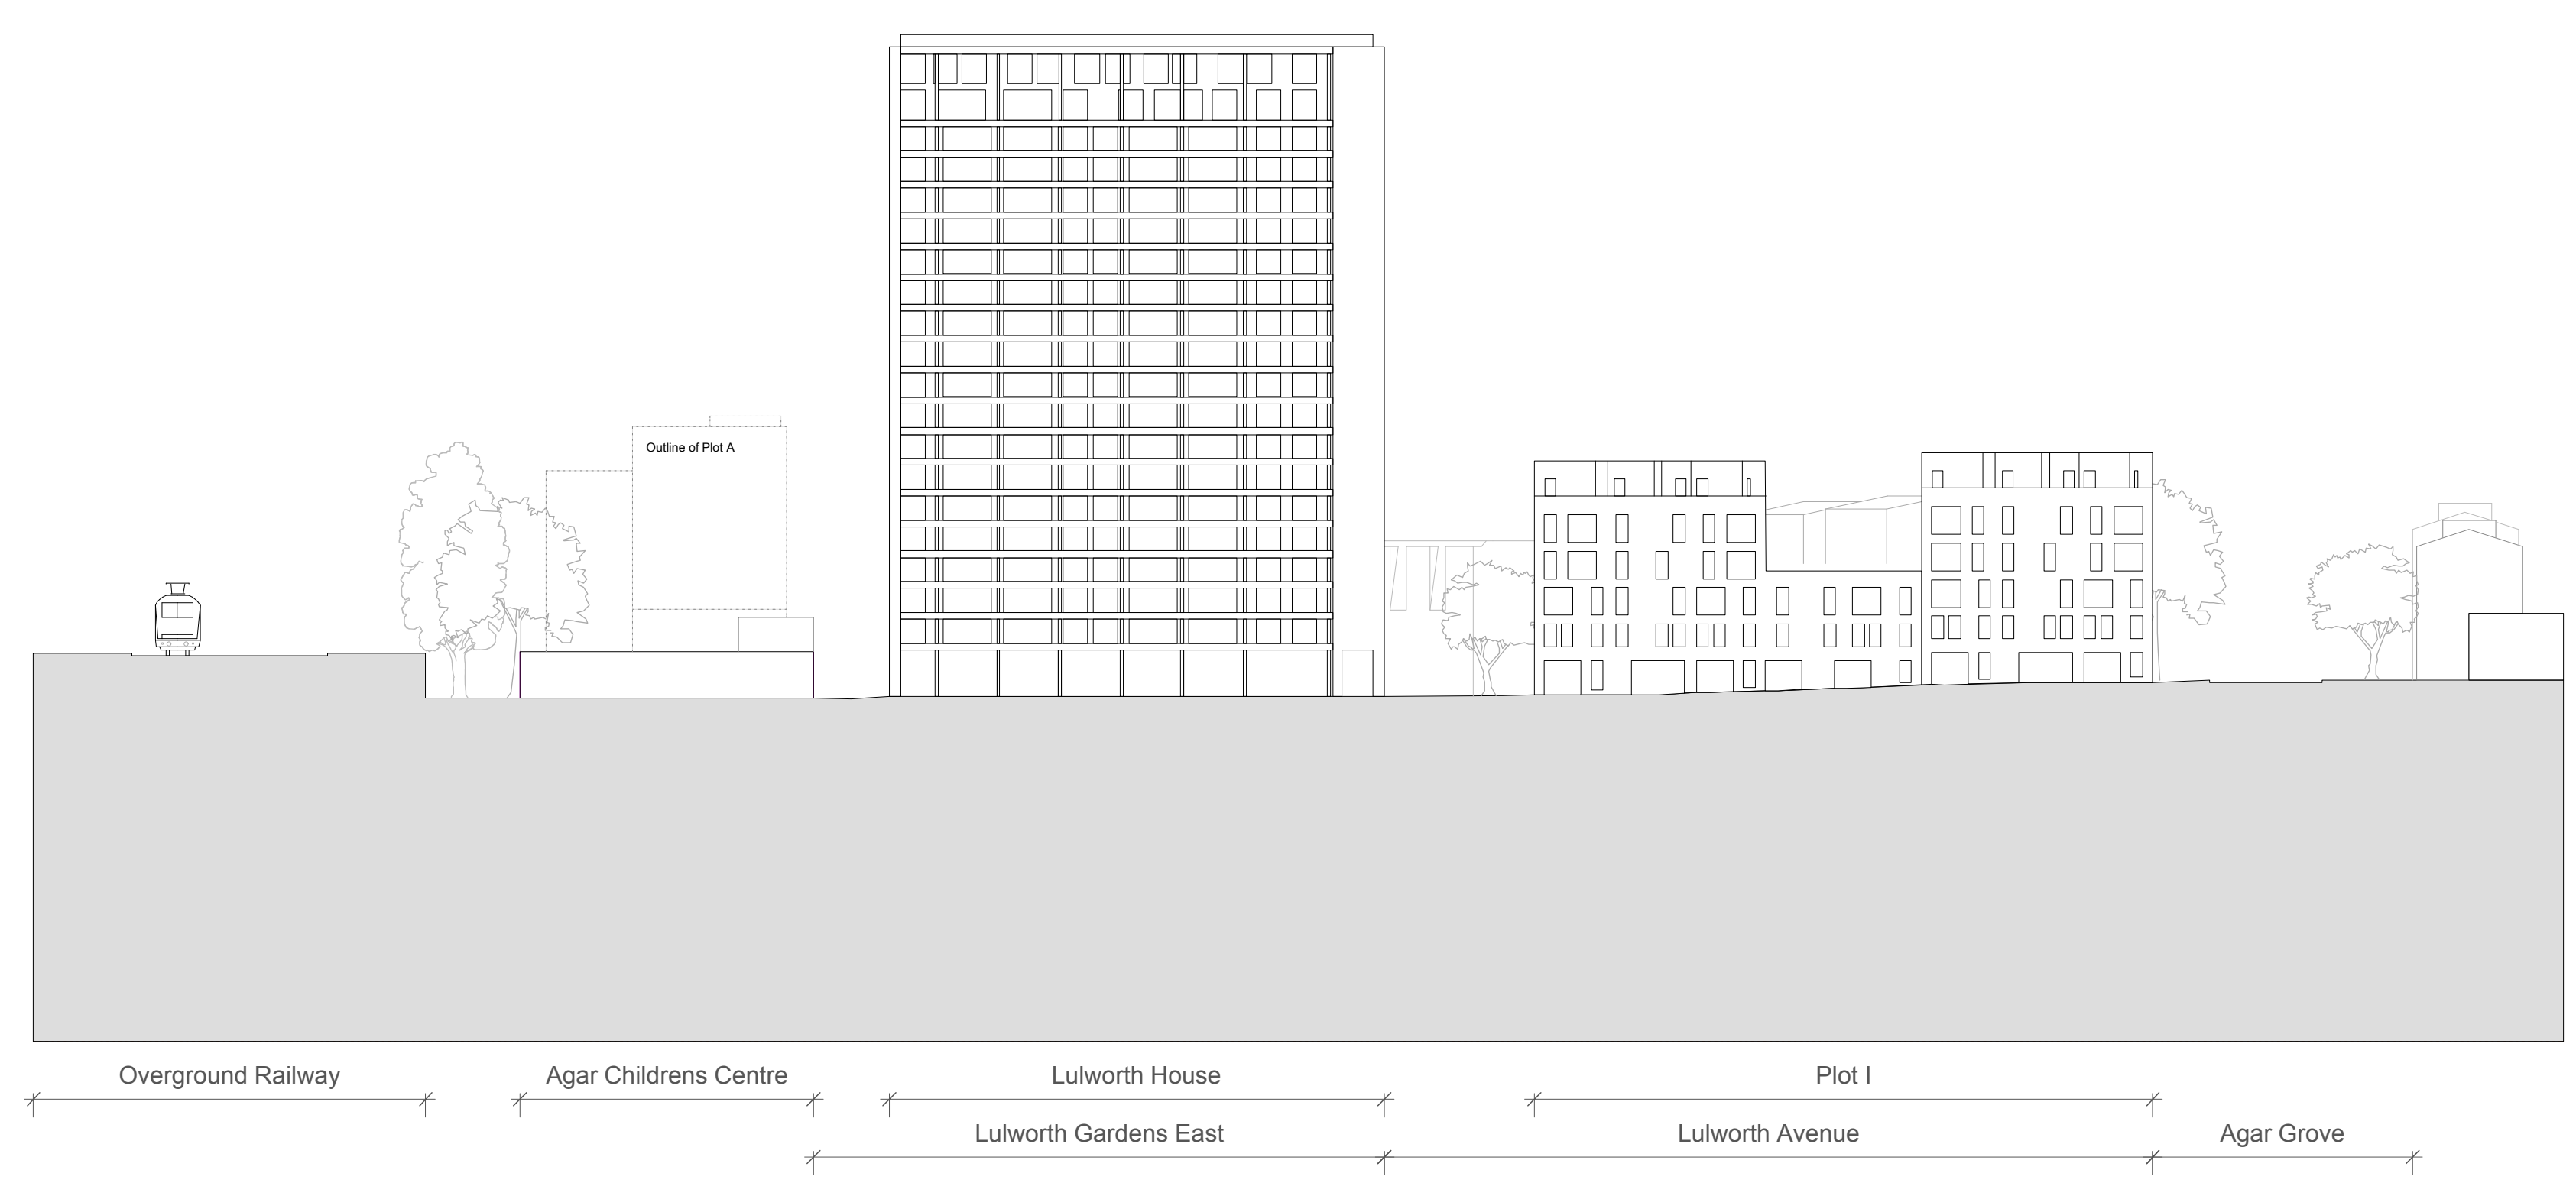 Outline of Plot A
Overground Railway
Agar Childrens Centre
Lulworth House
Plot I
Lulworth Gardens East
Lulworth Avenue
Agar Grove